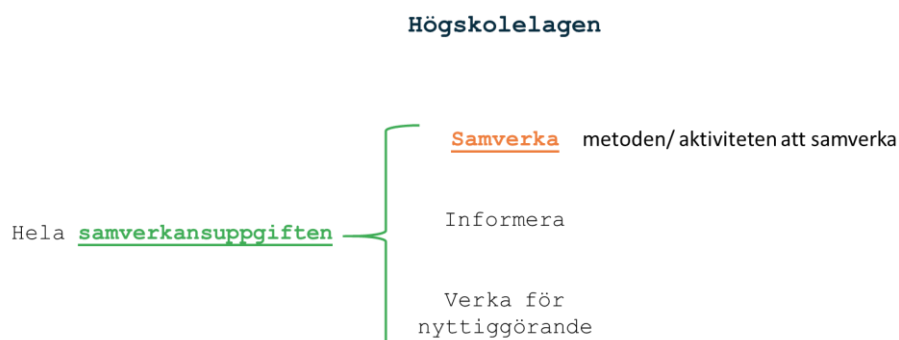 Högskolelagen
Samverka metoden/ aktiviteten att samverka
Informera
Hela samverkansuppgiften
Verka för
nyttiggörande